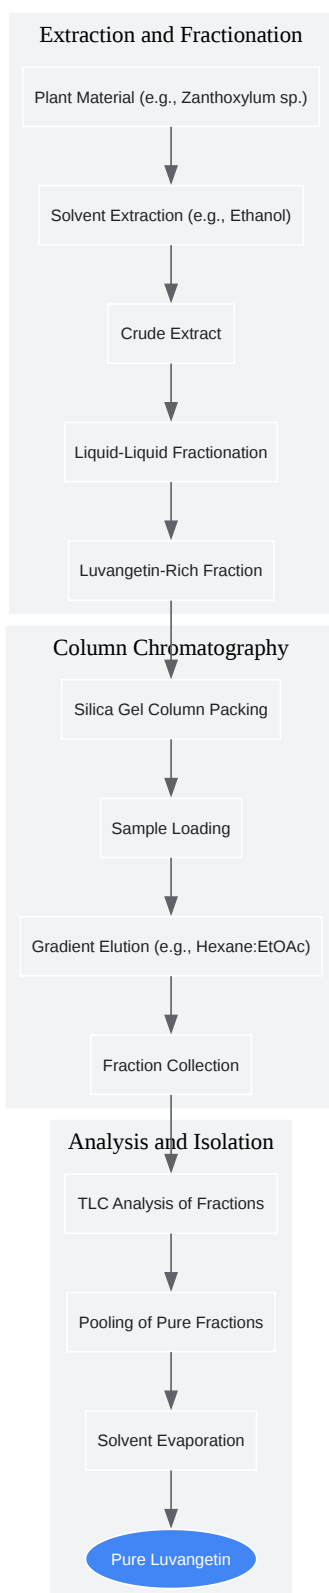 Extraction and Fractionation
Plant Material (e.g., Zanthoxylum sp.)
Solvent Extraction (e.g., Ethanol)
Crude Extract
Liquid-Liquid Fractionation
Luvangetin-Rich Fraction
Column Chromatography
Silica Gel Column Packing
Sample Loading
Gradient Elution (e.g., Hexane:EtOAc)
Fraction Collection
Analysis and Isolation
TLC Analysis of Fractions
Pooling of Pure Fractions
Solvent Evaporation
Pure Luvangetin